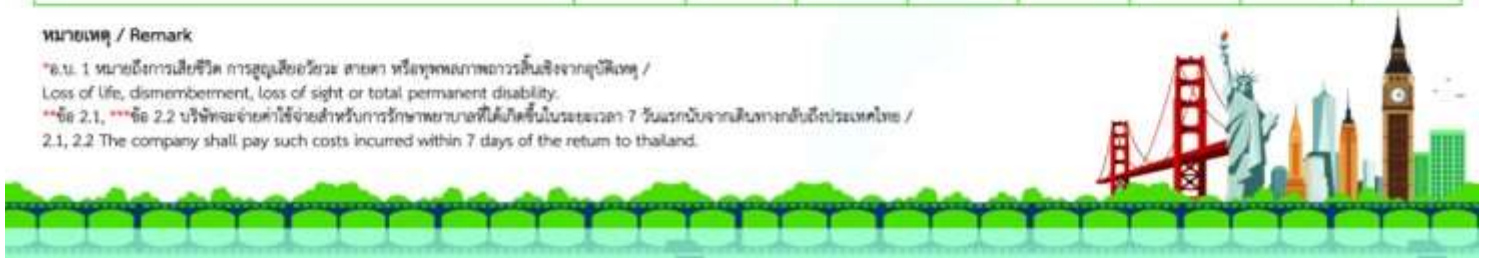 หมายเหตุ / Remark
*อ.บ. 1 หมายถึงการเสียชีวิต การสูญเสียอวัยวะ สายตา หรือทุพพลภาพถาวรสิ้นเชิงจากอุบัติเหตุ /
Loss of life, dismemberment, loss of sight or total permanent disability.
**ข้อ 2.1, ***ข้อ 2.2 บริษัทจะจ่ายค่าใช้จ่ายสำหรับการรักษาพยาบาลที่ได้เกิดขึ้นในระยะเวลา 7 วันแรกนับจากเดินทางกลับถึงประเทศไทย /
2.1, 2.2 The company shall pay such costs incurred within 7 days of the return to thailand.